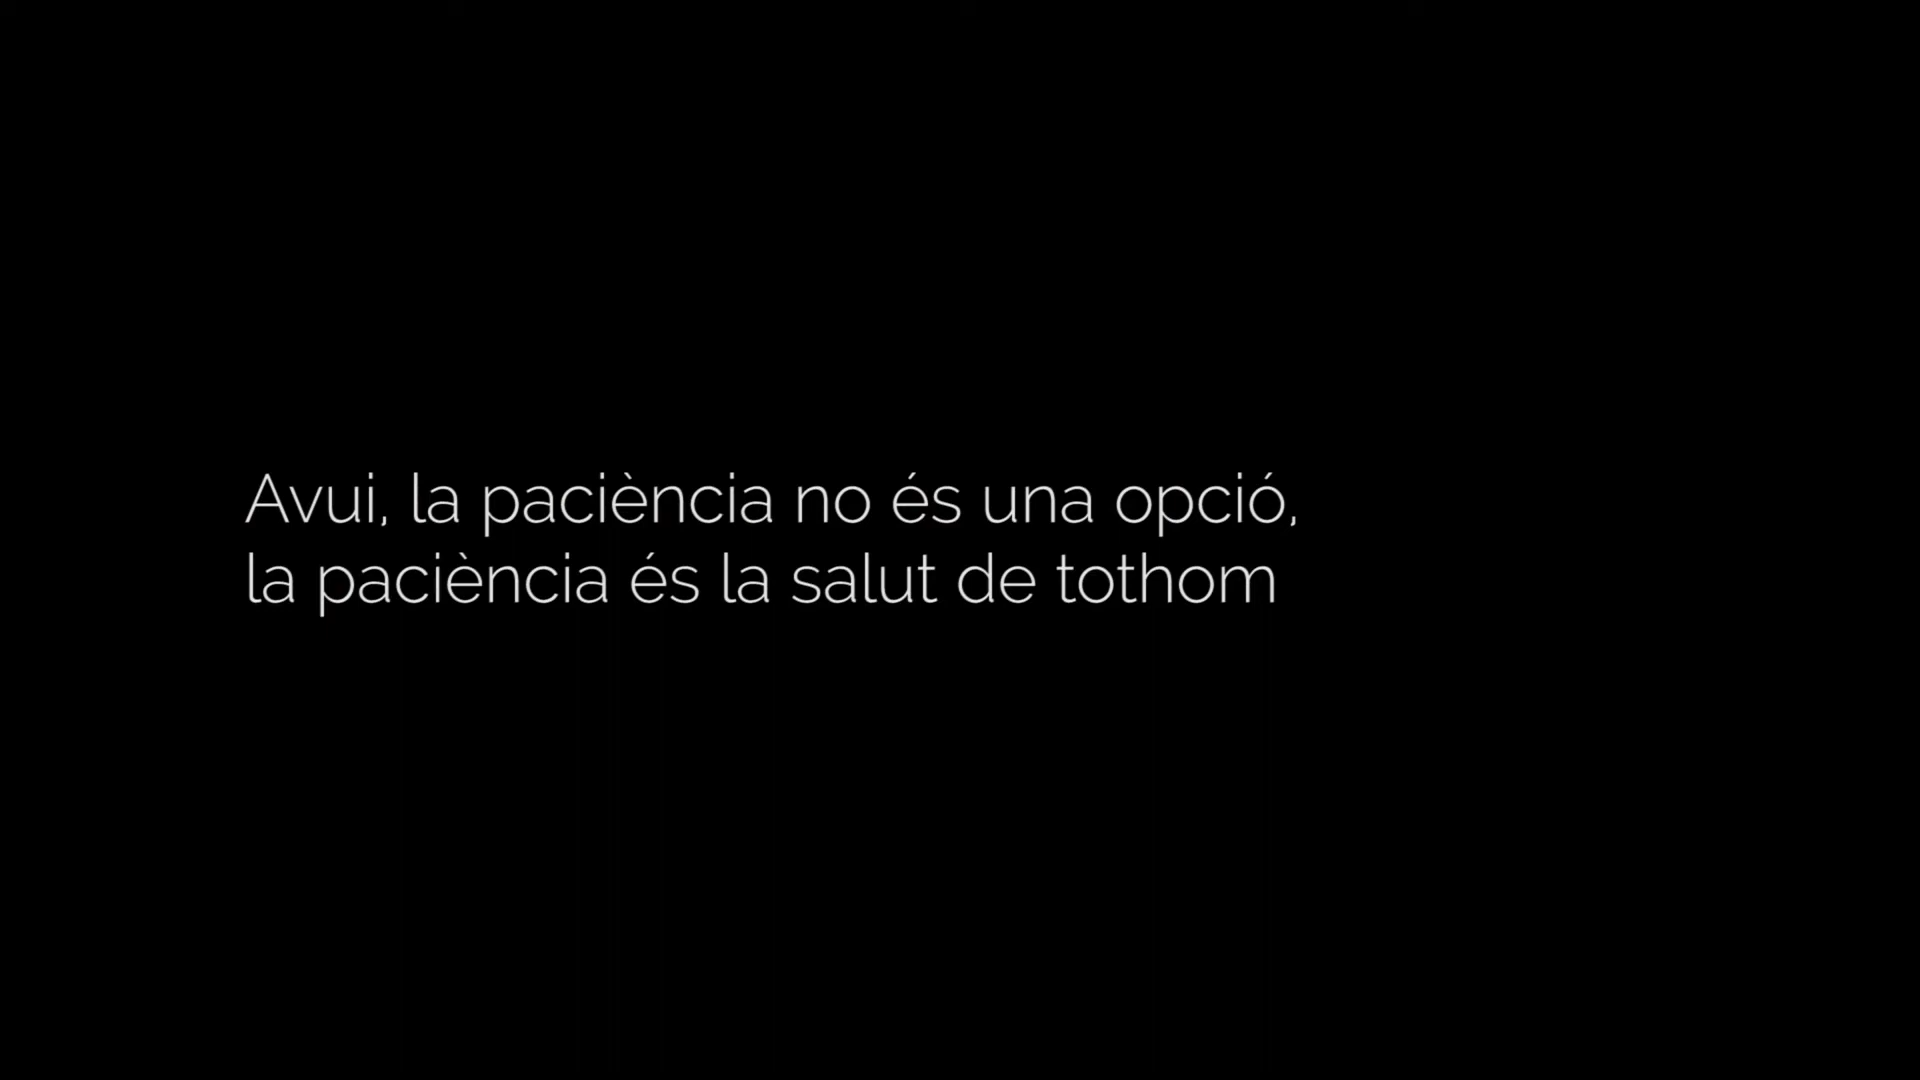 Avui, la paciència no és una opció,
la paciència és la salut de tothom